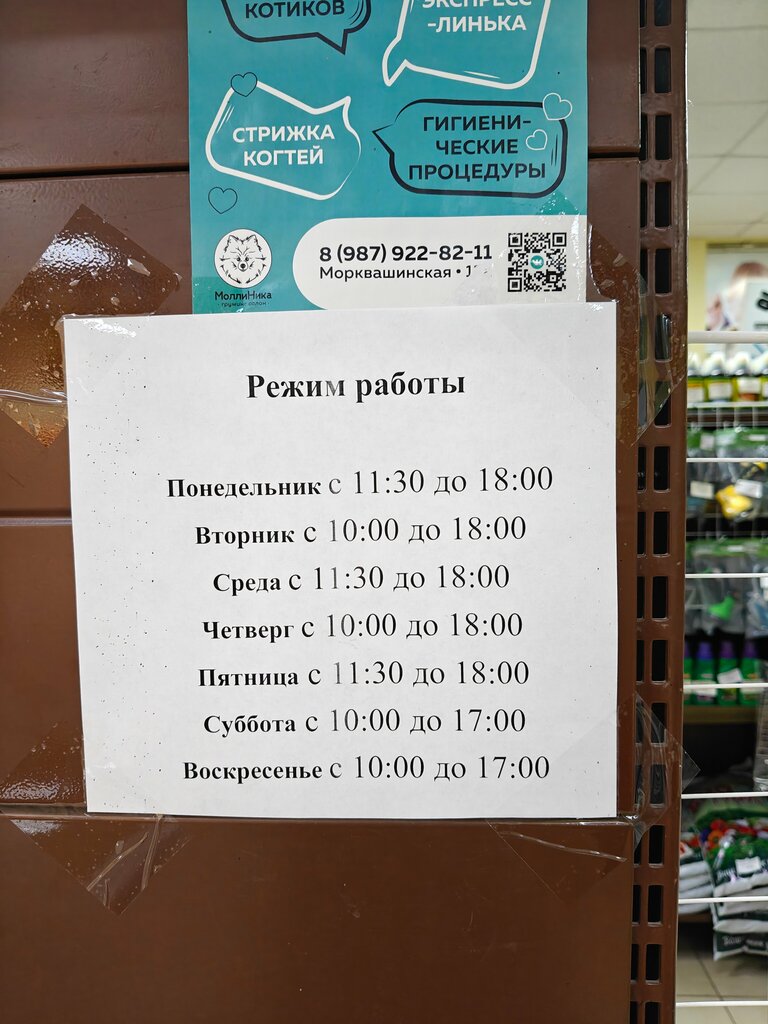 КОТИКОВ
ЭКСПРЕСС
-ЛИНЬКА
СТРИЖКА
КОГТЕЙ
ГИГИЕНИ-
ЧЕСКИЕ
ПРОЦЕДУРЫ
8 (987) 922-82-11
Морквашинская •
МоллиНика
груминг салон
Режим работы
Понедельник с 11:30 до 18:00
Вторник с 10:00 до 18:00
Среда с 11:30 до 18:00
Четверг с 10:00 до 18:00
Пятница с 11:30 до 18:00
Суббота с 10:00 до 17:00
Воскресенье с 10:00 до 17:00